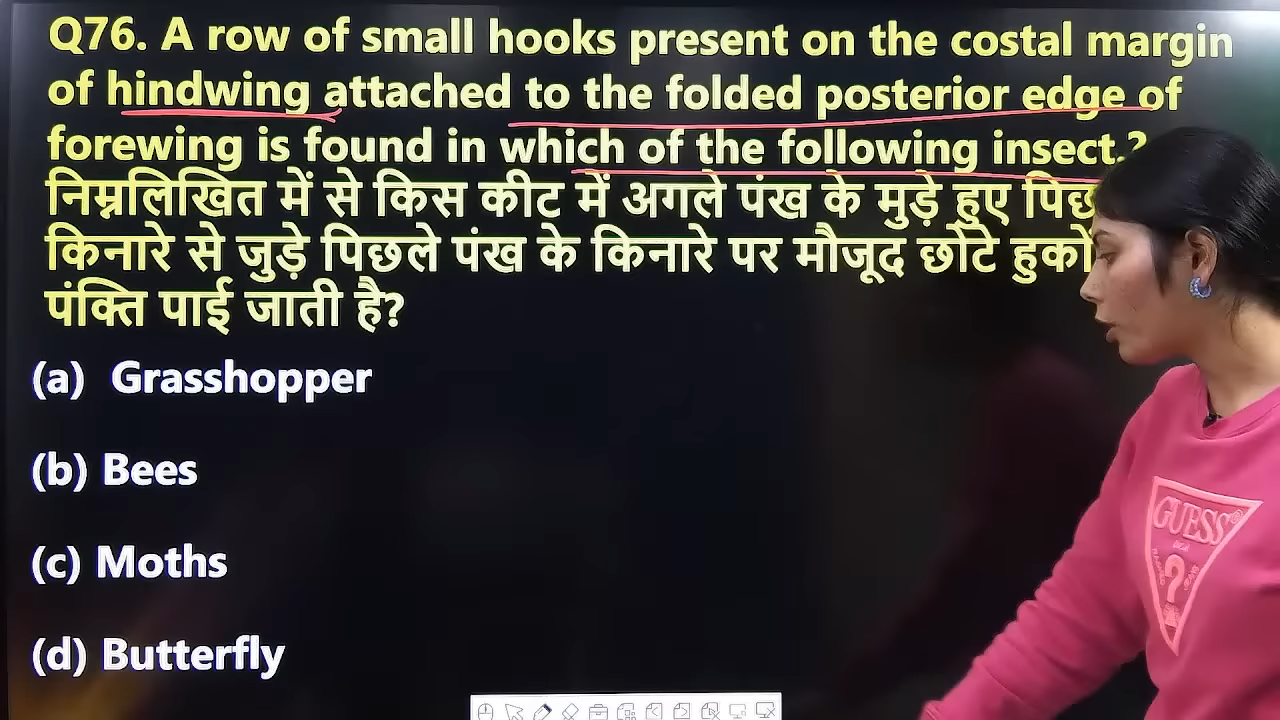 Q76. A row of small hooks present on the costal margin
of hindwing attached to the folded posterior edge of
forewing is found in which of the following insect.?
निम्नलिखित में से किस कीट में अगले पंख के मुड़े हुए
किनारे से जुड़े पिछले पंख के किनारे पर मौजूद छोटे
पंक्ति पाई जाती है?
(a) Grasshopper
(b) Bees
(c) Moths
(d) Butterfly
GUESS
?